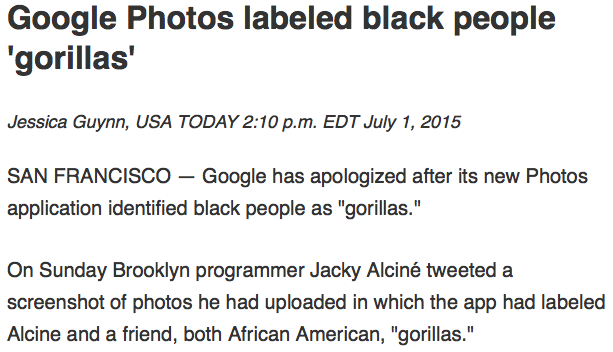 Google Photos labeled black people
'gorillas'
Jessica Guynn, USA TODAY 2:10 p.m. EDT July 1, 2015
SAN FRANCISCO — Google has apologized after its new Photos
application identified black people as "gorillas."
On Sunday Brooklyn programmer Jacky Alciné tweeted a
screenshot of photos he had uploaded in which the app had labeled
Alcine and a friend, both African American, "gorillas."